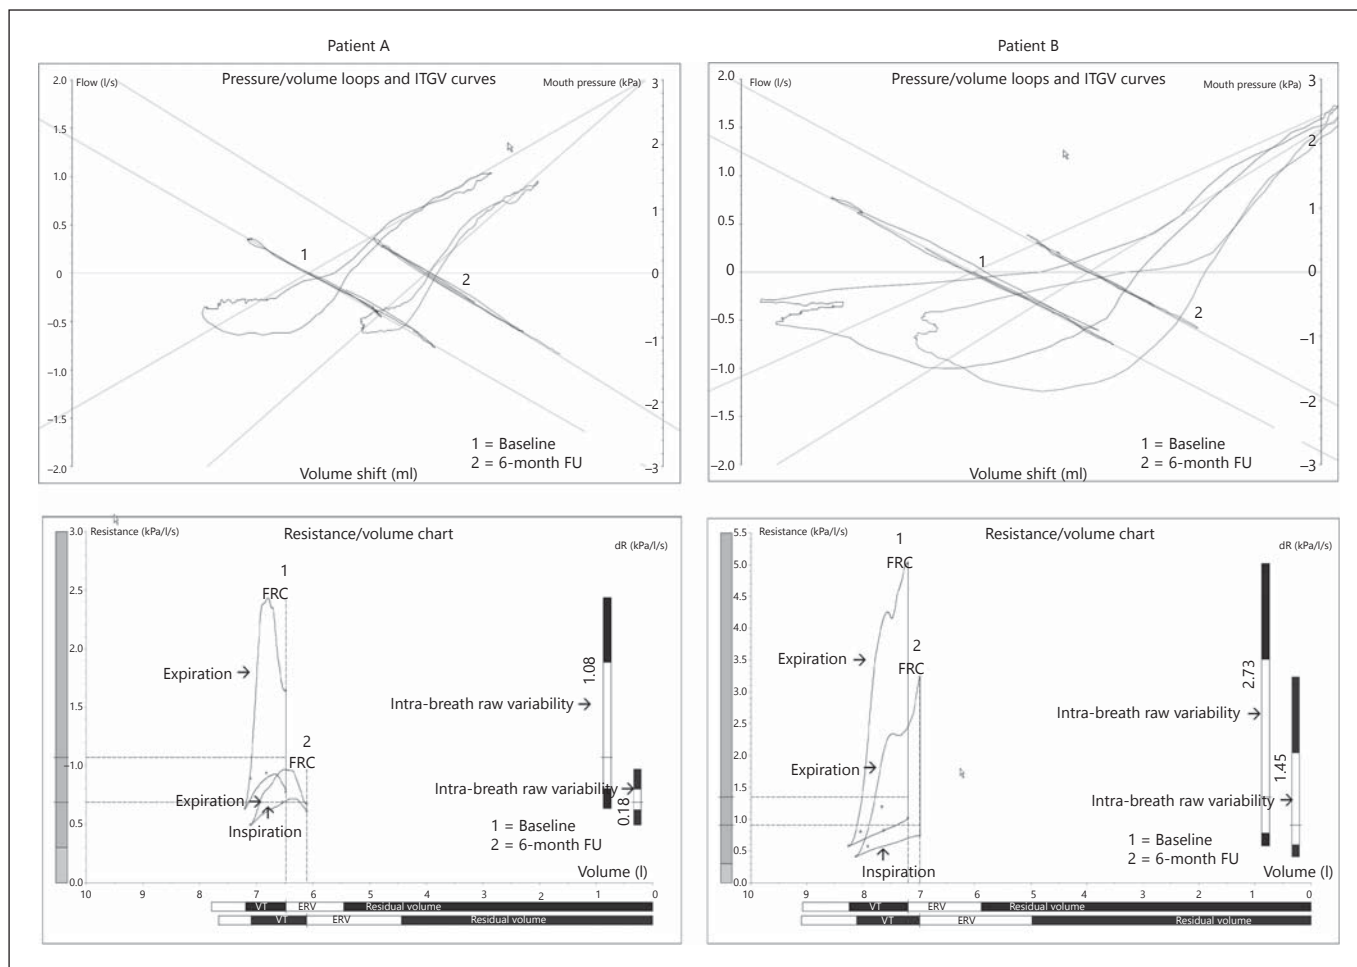 Patient A
Patient B
Pressure/volume loops and ITGV curves
Flow (l/s)
Mouth pressure (kPa)
2.0
1.5
1.0
0.5
0
−0.5
−1.0
−1.5
−2.0
3
2
1
0
−1
−2
−3
1
2
1 = Baseline
2 = 6-month FU
Volume shift (ml)
Pressure/volume loops and ITGV curves
Flow (l/s)
Mouth pressure (kPa)
2.0
1.5
1.0
0.5
0
−0.5
−1.0
−1.5
−2.0
3
2
1
0
−1
−2
−3
1
2
1 = Baseline
2 = 6-month FU
Volume shift (ml)
Resistance (kPa/l/s)
Resistance/volume chart
dR (kPa/l/s)
3.0
2.5
2.0
1.5
1.0
0.5
0.0
1
FRC
Expiration
2
FRC
Expiration
Inspiration
Intra-breath raw variability
1.08
Intra-breath raw variability
0.18
1 = Baseline
2 = 6-month FU
Volume (l)
10 9 8 7 6 5 4 3 2 1 0
VT ERV Residual volume
VT ERV Residual volume
Resistance (kPa/l/s)
Resistance/volume chart
dR (kPa/l/s)
5.5
5.0
4.5
4.0
3.5
3.0
2.5
2.0
1.5
1.0
0.5
0.0
1
FRC
Expiration
2
FRC
Expiration
Inspiration
Intra-breath raw variability
2.73
Intra-breath raw variability
1.45
1 = Baseline
2 = 6-month FU
Volume (l)
10 9 8 7 6 5 4 3 2 1 0
VT ERV Residual volume
VT ERV Residual volume